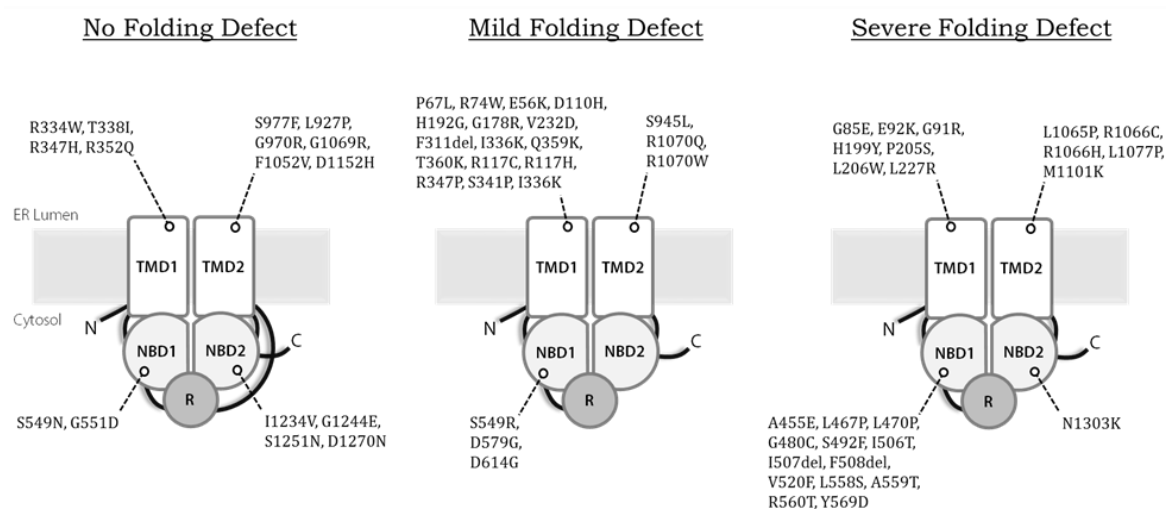 No Folding Defect
Mild Folding Defect
Severe Folding Defect
R334W, T338I,
R347H, R352Q
S977F, L927P,
G970R, G1069R,
F1052V, D1152H
ER Lumen
TMD1
TMD2
Cytosol
N
C
NBD1
NBD2
R
S549N, G551D
I1234V, G1244E,
S1251N, D1270N
P67L, R74W, E56K, D110H,
H192G, G178R, V232D,
F311del, I336K, Q359K,
T360K, R117C, R117H,
R347P, S341P, I336K
S945L,
R1070Q,
R1070W
TMD1
TMD2
NBD1
NBD2
R
S549R,
D579G,
D614G
G85E, E92K, G91R,
H199Y, P205S,
L206W, L227R
L1065P, R1066C,
R1066H, L1077P,
M1101K
TMD1
TMD2
N
C
NBD1
NBD2
R
A455E, L467P, L470P,
G480C, S492F, I506T,
I507del, F508del,
V520F, L558S, A559T,
R560T, Y569D
N1303K